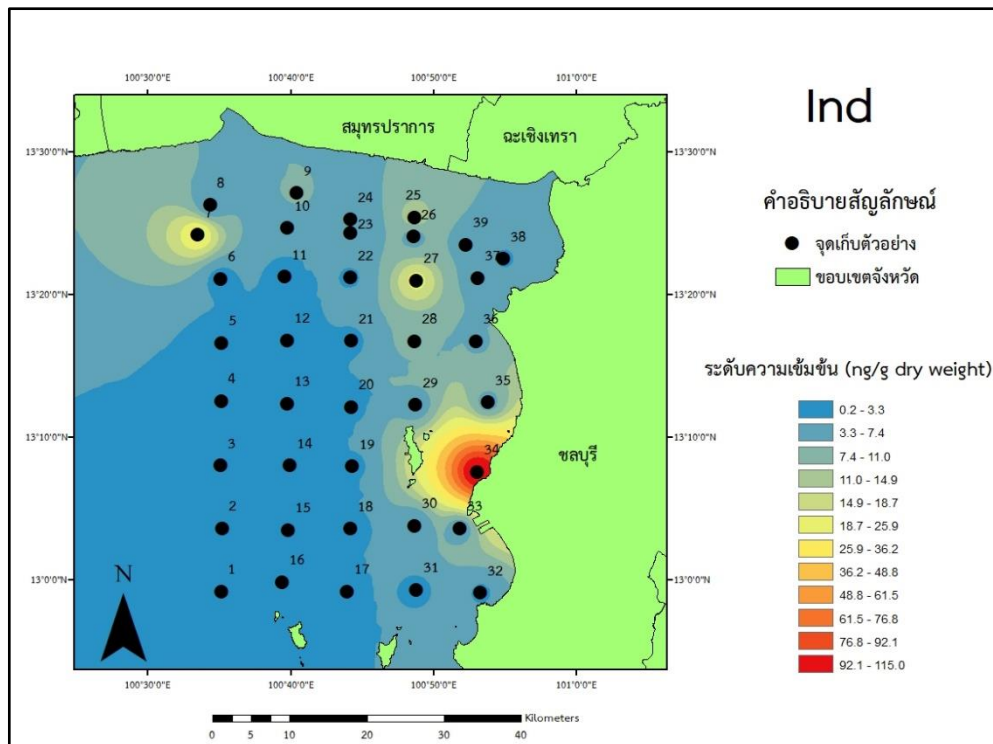 Ind
100°30'0"E 100°40'0"E 100°50'0"E 101°0'0"E
สมุทรปราการ
ฉะเชิงเทรา
13°30'0"N 13°30'0"N
8 9
24 25
10 23 26 39 38
6 11 22 27 37
13°20'0"N 13°20'0"N
5 12 21 28 36
4 13 20 29 35
13°10'0"N 13°10'0"N
3 14 19 34
ชลบุรี
2 15 18 30 33
1 16 17 31 32
13°0'0"N 13°0'0"N
N
100°30'0"E 100°40'0"E 100°50'0"E 101°0'0"E
0 5 10 20 30 40
Kilometers
คำอธิบายสัญลักษณ์
จุดเก็บตัวอย่าง
ขอบเขตจังหวัด
ระดับความเข้มข้น (ng/g dry weight)
0.2 - 3.3
3.3 - 7.4
7.4 - 11.0
11.0 - 14.9
14.9 - 18.7
18.7 - 25.9
25.9 - 36.2
36.2 - 48.8
48.8 - 61.5
61.5 - 76.8
76.8 - 92.1
92.1 - 115.0